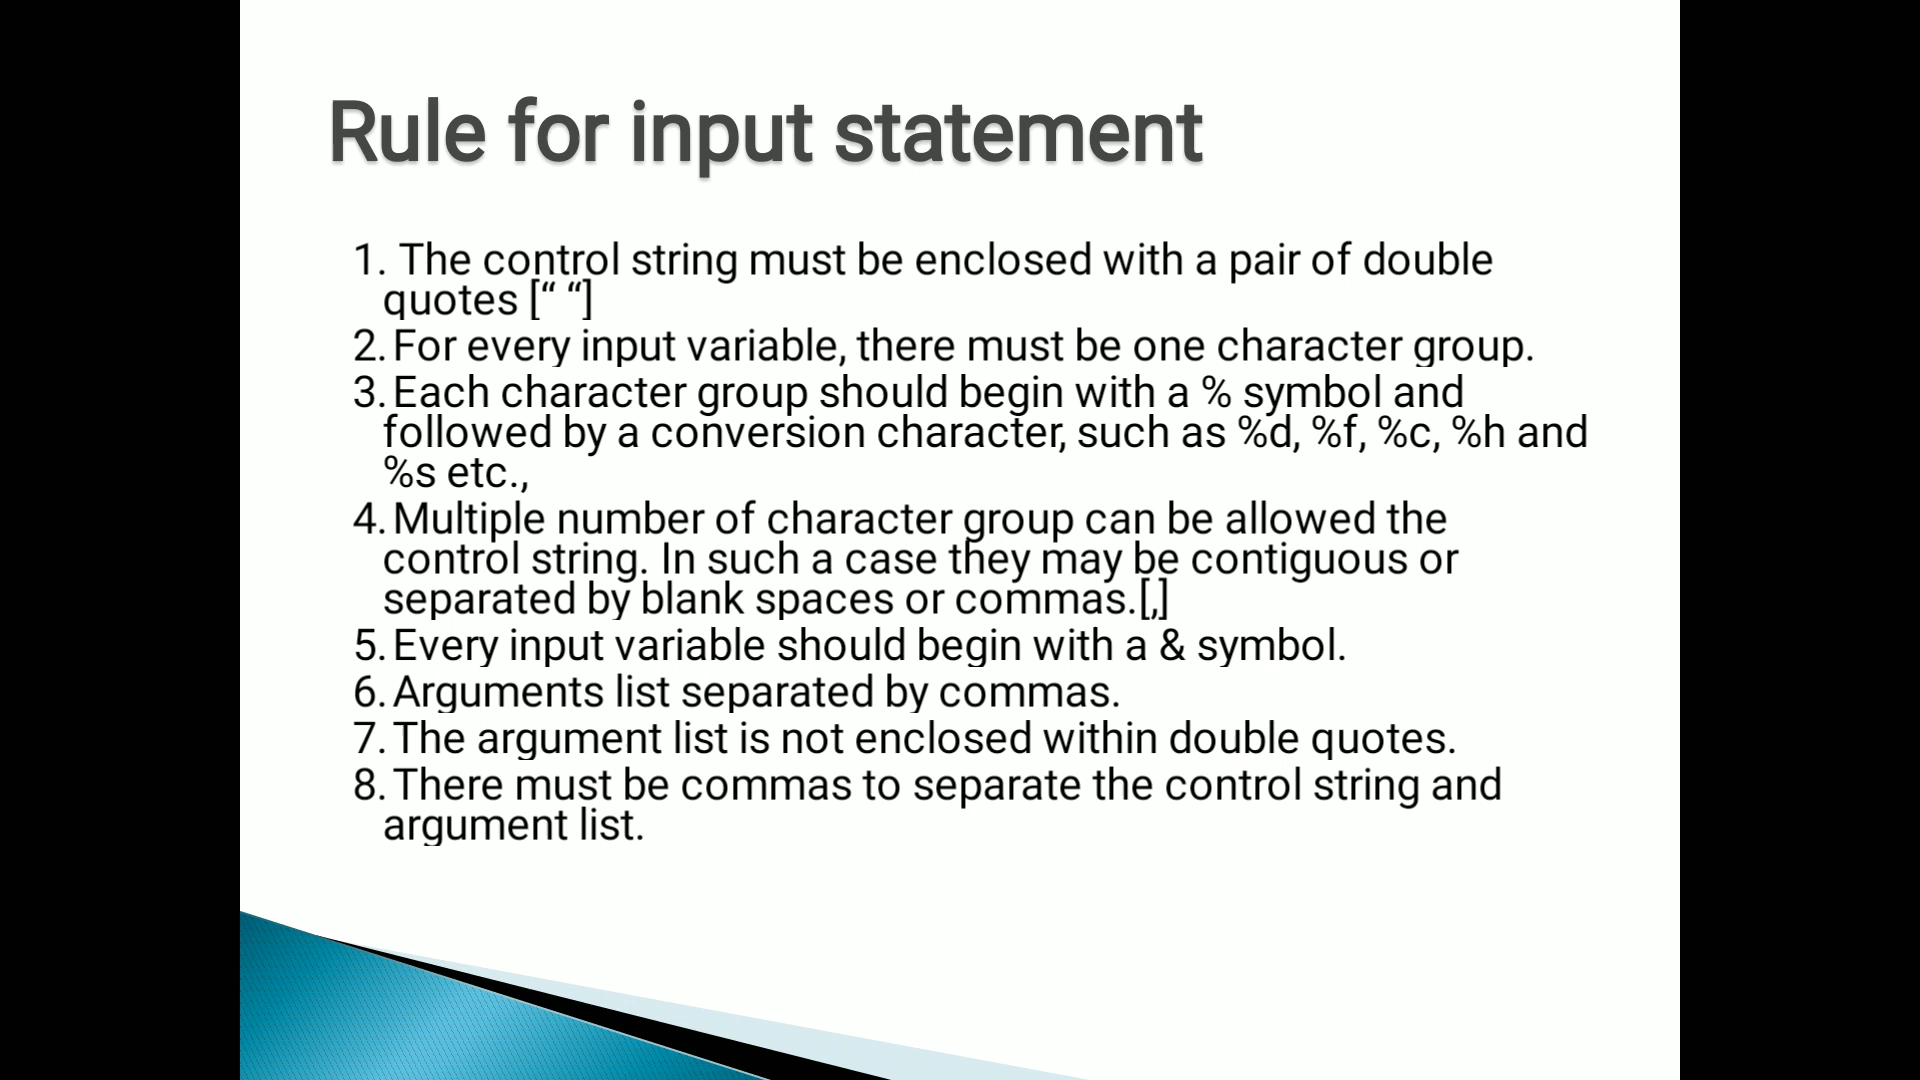 Rule for input statement
1. The control string must be enclosed with a pair of double
quotes [“ “]
2. For every input variable, there must be one character group.
3. Each character group should begin with a % symbol and
followed by a conversion character, such as %d, %f, %c, %h and
%s etc.,
4. Multiple number of character group can be allowed the
control string. In such a case they may be contiguous or
separated by blank spaces or commas.[,]
5. Every input variable should begin with a & symbol.
6. Arguments list separated by commas.
7. The argument list is not enclosed within double quotes.
8. There must be commas to separate the control string and
argument list.